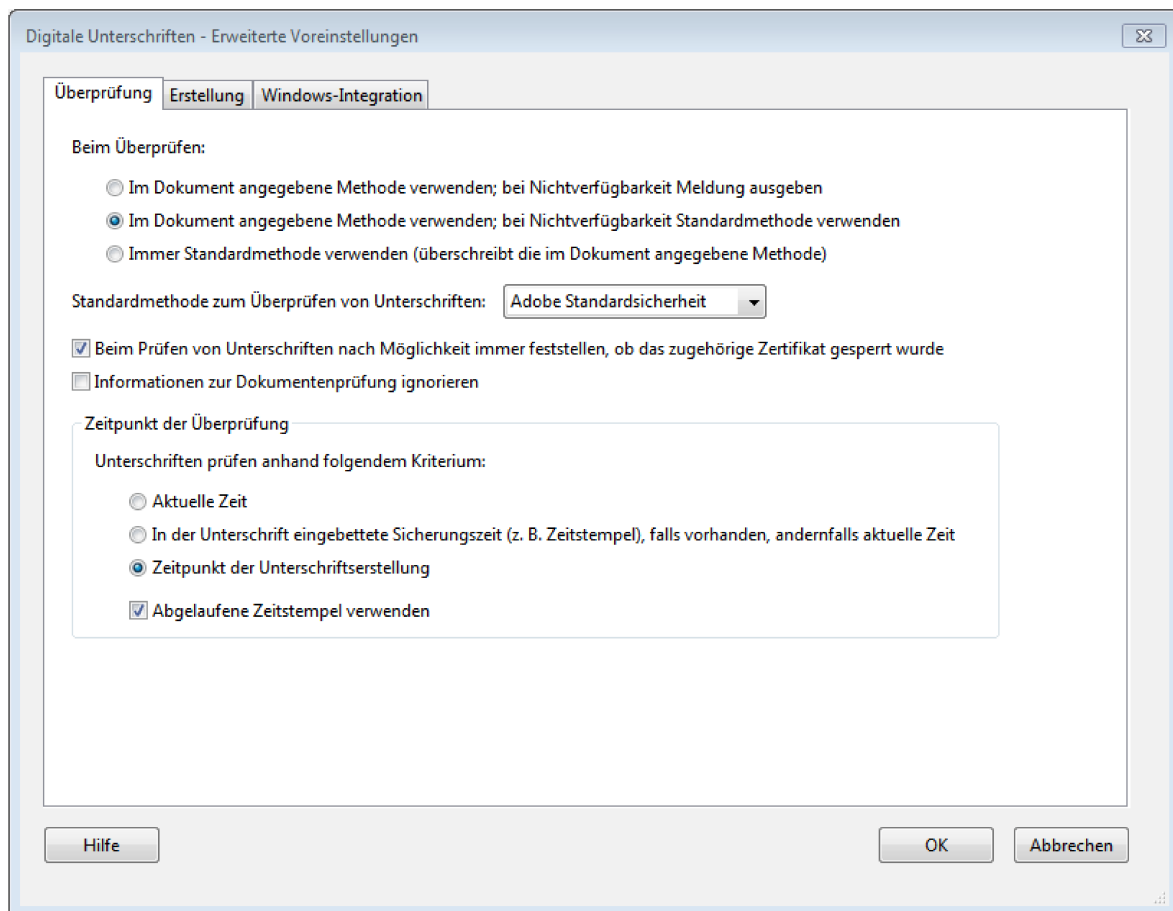 Digitale Unterschriften - Erweiterte Voreinstellungen
Überprüfung Erstellung Windows-Integration
Beim Überprüfen:
Im Dokument angegebene Methode verwenden; bei Nichtverfügbarkeit Meldung ausgeben
Im Dokument angegebene Methode verwenden; bei Nichtverfügbarkeit Standardmethode verwenden
Immer Standardmethode verwenden (überschreibt die im Dokument angegebene Methode)
Standardmethode zum Überprüfen von Unterschriften: Adobe Standardsicherheit
Beim Prüfen von Unterschriften nach Möglichkeit immer feststellen, ob das zugehörige Zertifikat gesperrt wurde
Informationen zur Dokumentenprüfung ignorieren
Zeitpunkt der Überprüfung
Unterschriften prüfen anhand folgendem Kriterium:
Aktuelle Zeit
In der Unterschrift eingebettete Sicherungszeit (z. B. Zeitstempel), falls vorhanden, andernfalls aktuelle Zeit
Zeitpunkt der Unterschriftserstellung
Abgelaufene Zeitstempel verwenden
Hilfe OK Abbrechen